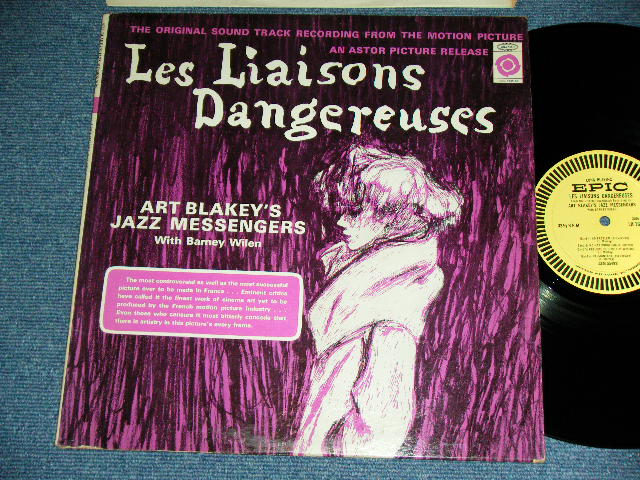 THE ORIGINAL SOUND TRACK RECORDING FROM THE MOTION PICTURE
AN ASTOR PICTURE RELEASE
Les Liaisons
Dangereuses
ART BLAKEY'S
JAZZ MESSENGERS
With Barney Wilen
The most controversial as well as the most successful
picture ever to be made in France . . . Eminent critics
have called it the finest work of cinema art yet to be
produced by the French motion picture industry . . .
Even those who censure it most bitterly concede that
there is artistry in this picture's every frame.
EPIC
LES LIAISONS DANGEREUSES
ART BLAKEY'S JAZZ MESSENGERS